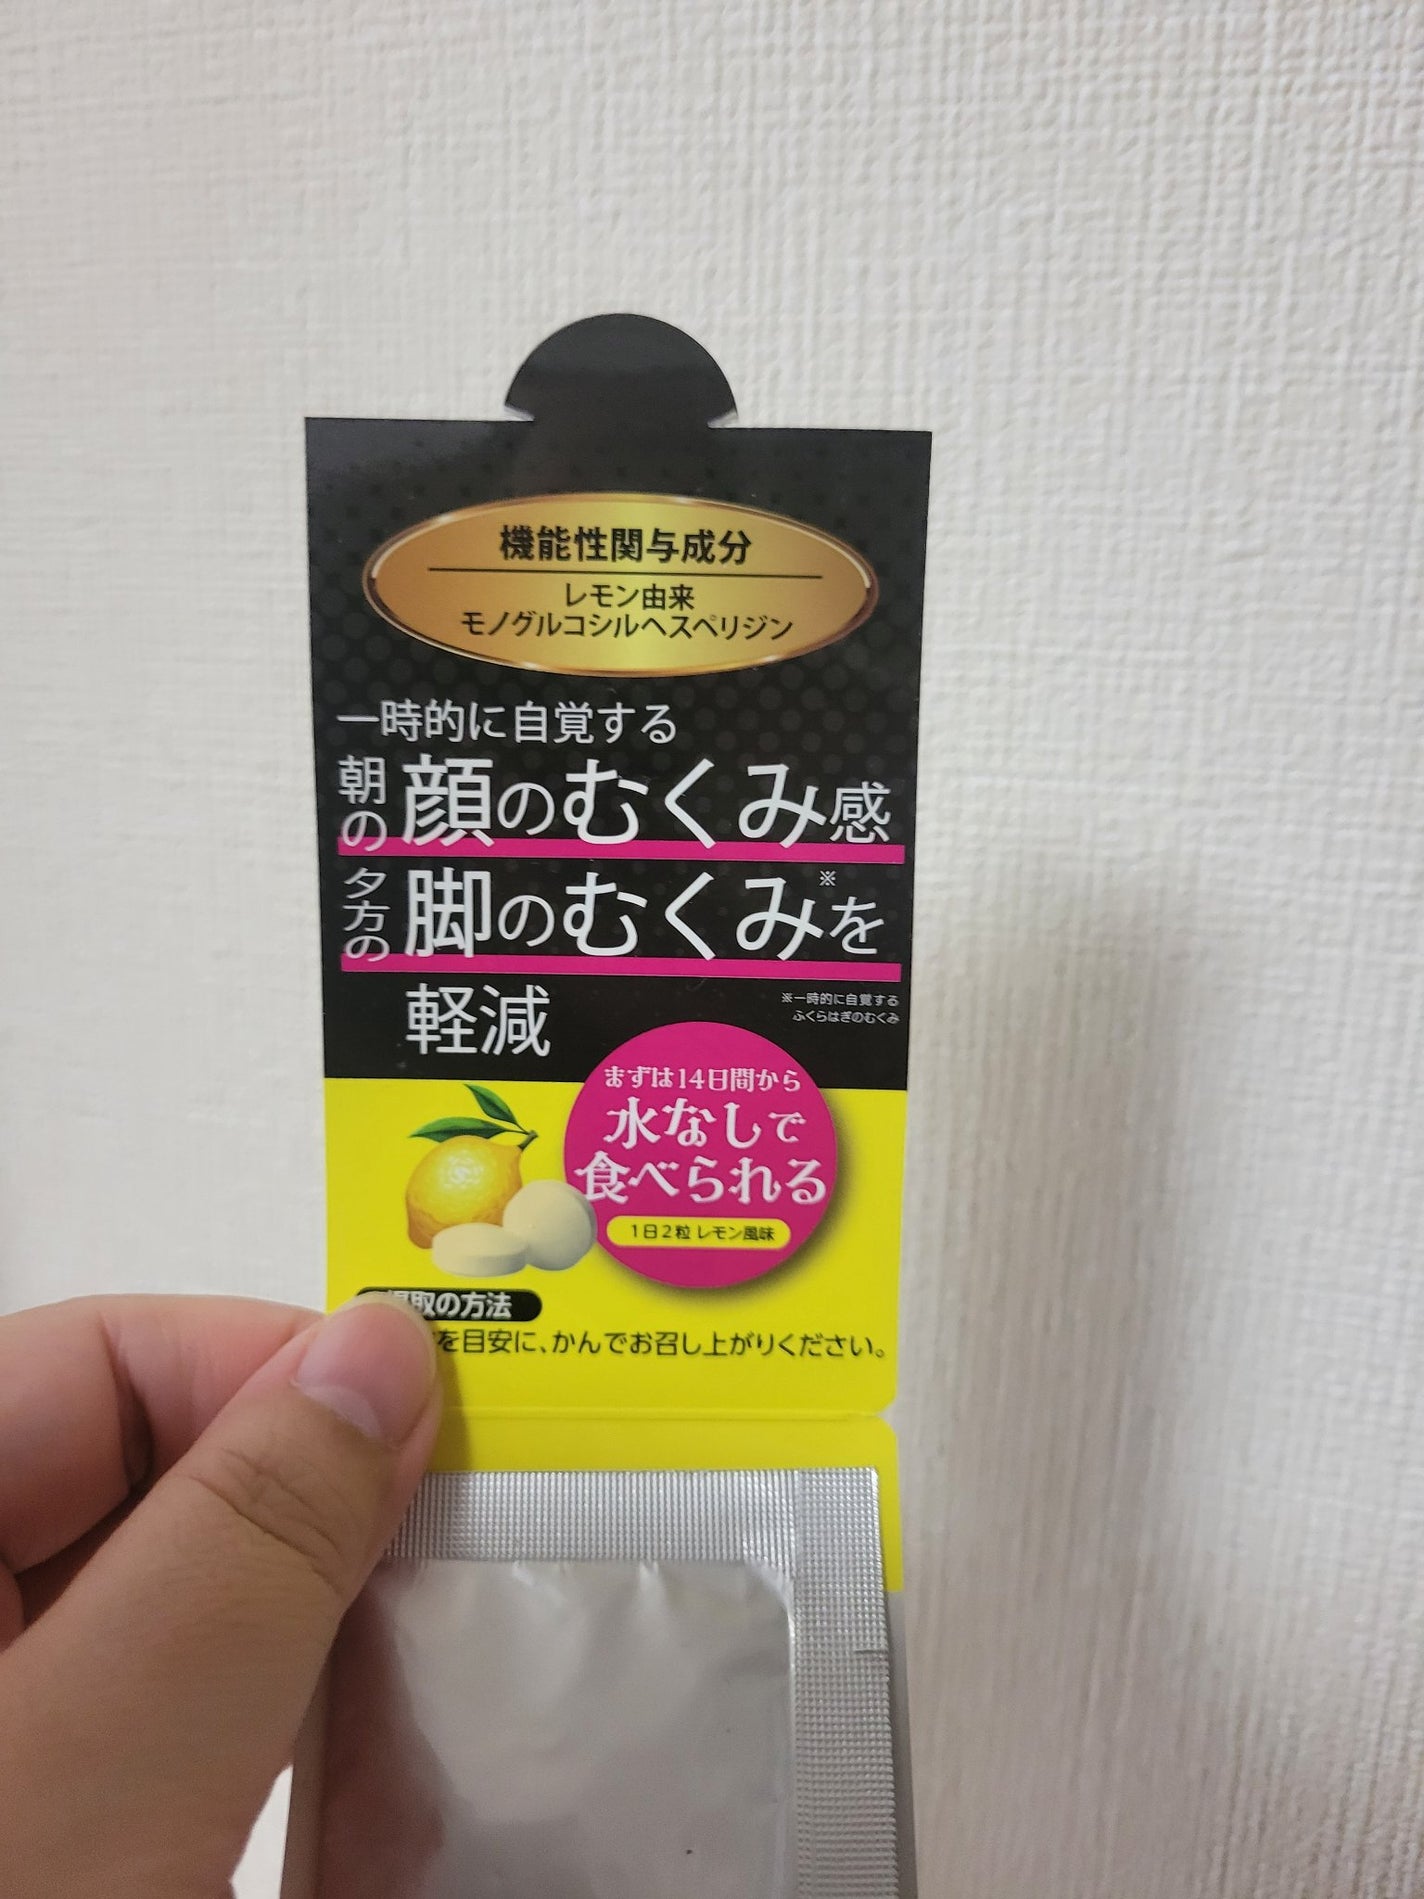 機能性関与成分
レモン由来
モノグルコシルヘスペリジン
一時的に自覚する
朝の顔のむくみ感
夕方の脚のむくみ※を
軽減
※一時的に自覚する
ふくらはぎのむくみ
まずは14日間から
水なしで
食べられる
1日2粒 レモン風味
摂取の方法
を目安に、かんでお召し上がりください。